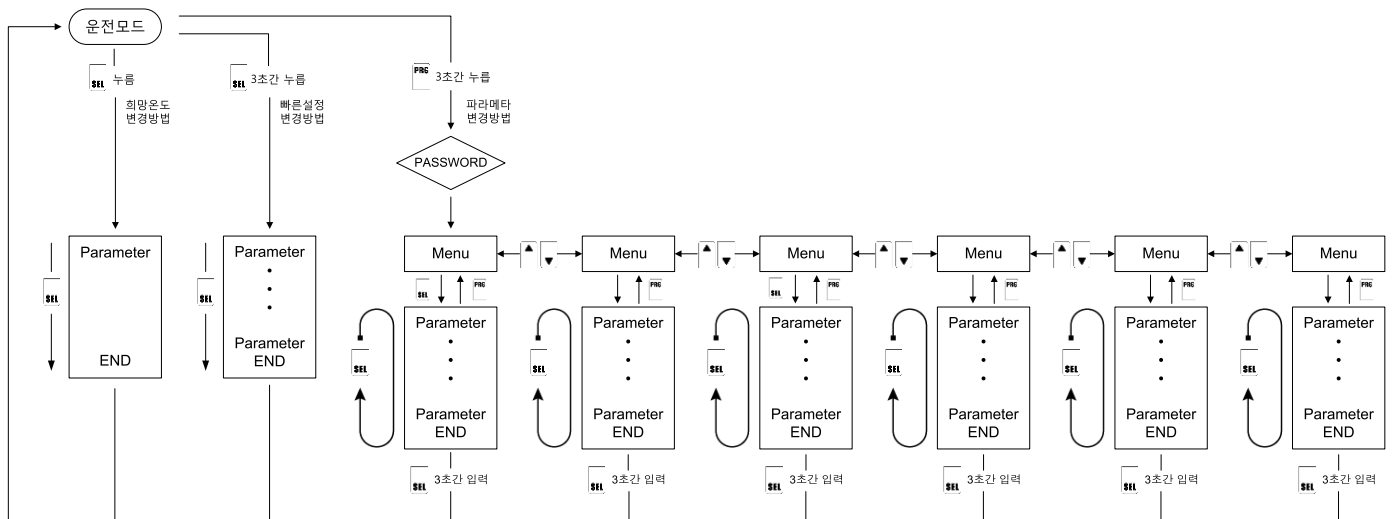 운전모드
SEL 누름
희망온도
변경방법
SEL 3초간 누름
빠른설정
변경방법
PRG 3초간 누름
파라메타
변경방법
PASSWORD
Menu
Menu
Menu
Menu
Menu
Menu
SEL PRG
PRG
SEL PRG
PRG
PRG
PRG
SEL
Parameter
END
SEL
Parameter
Parameter
END
SEL
Parameter
Parameter
END
SEL
Parameter
Parameter
END
SEL
Parameter
Parameter
END
SEL
Parameter
Parameter
END
SEL
Parameter
Parameter
END
SEL
Parameter
Parameter
END
SEL 3초간 입력
SEL 3초간 입력
SEL 3초간 입력
SEL 3초간 입력
SEL 3초간 입력
SEL 3초간 입력